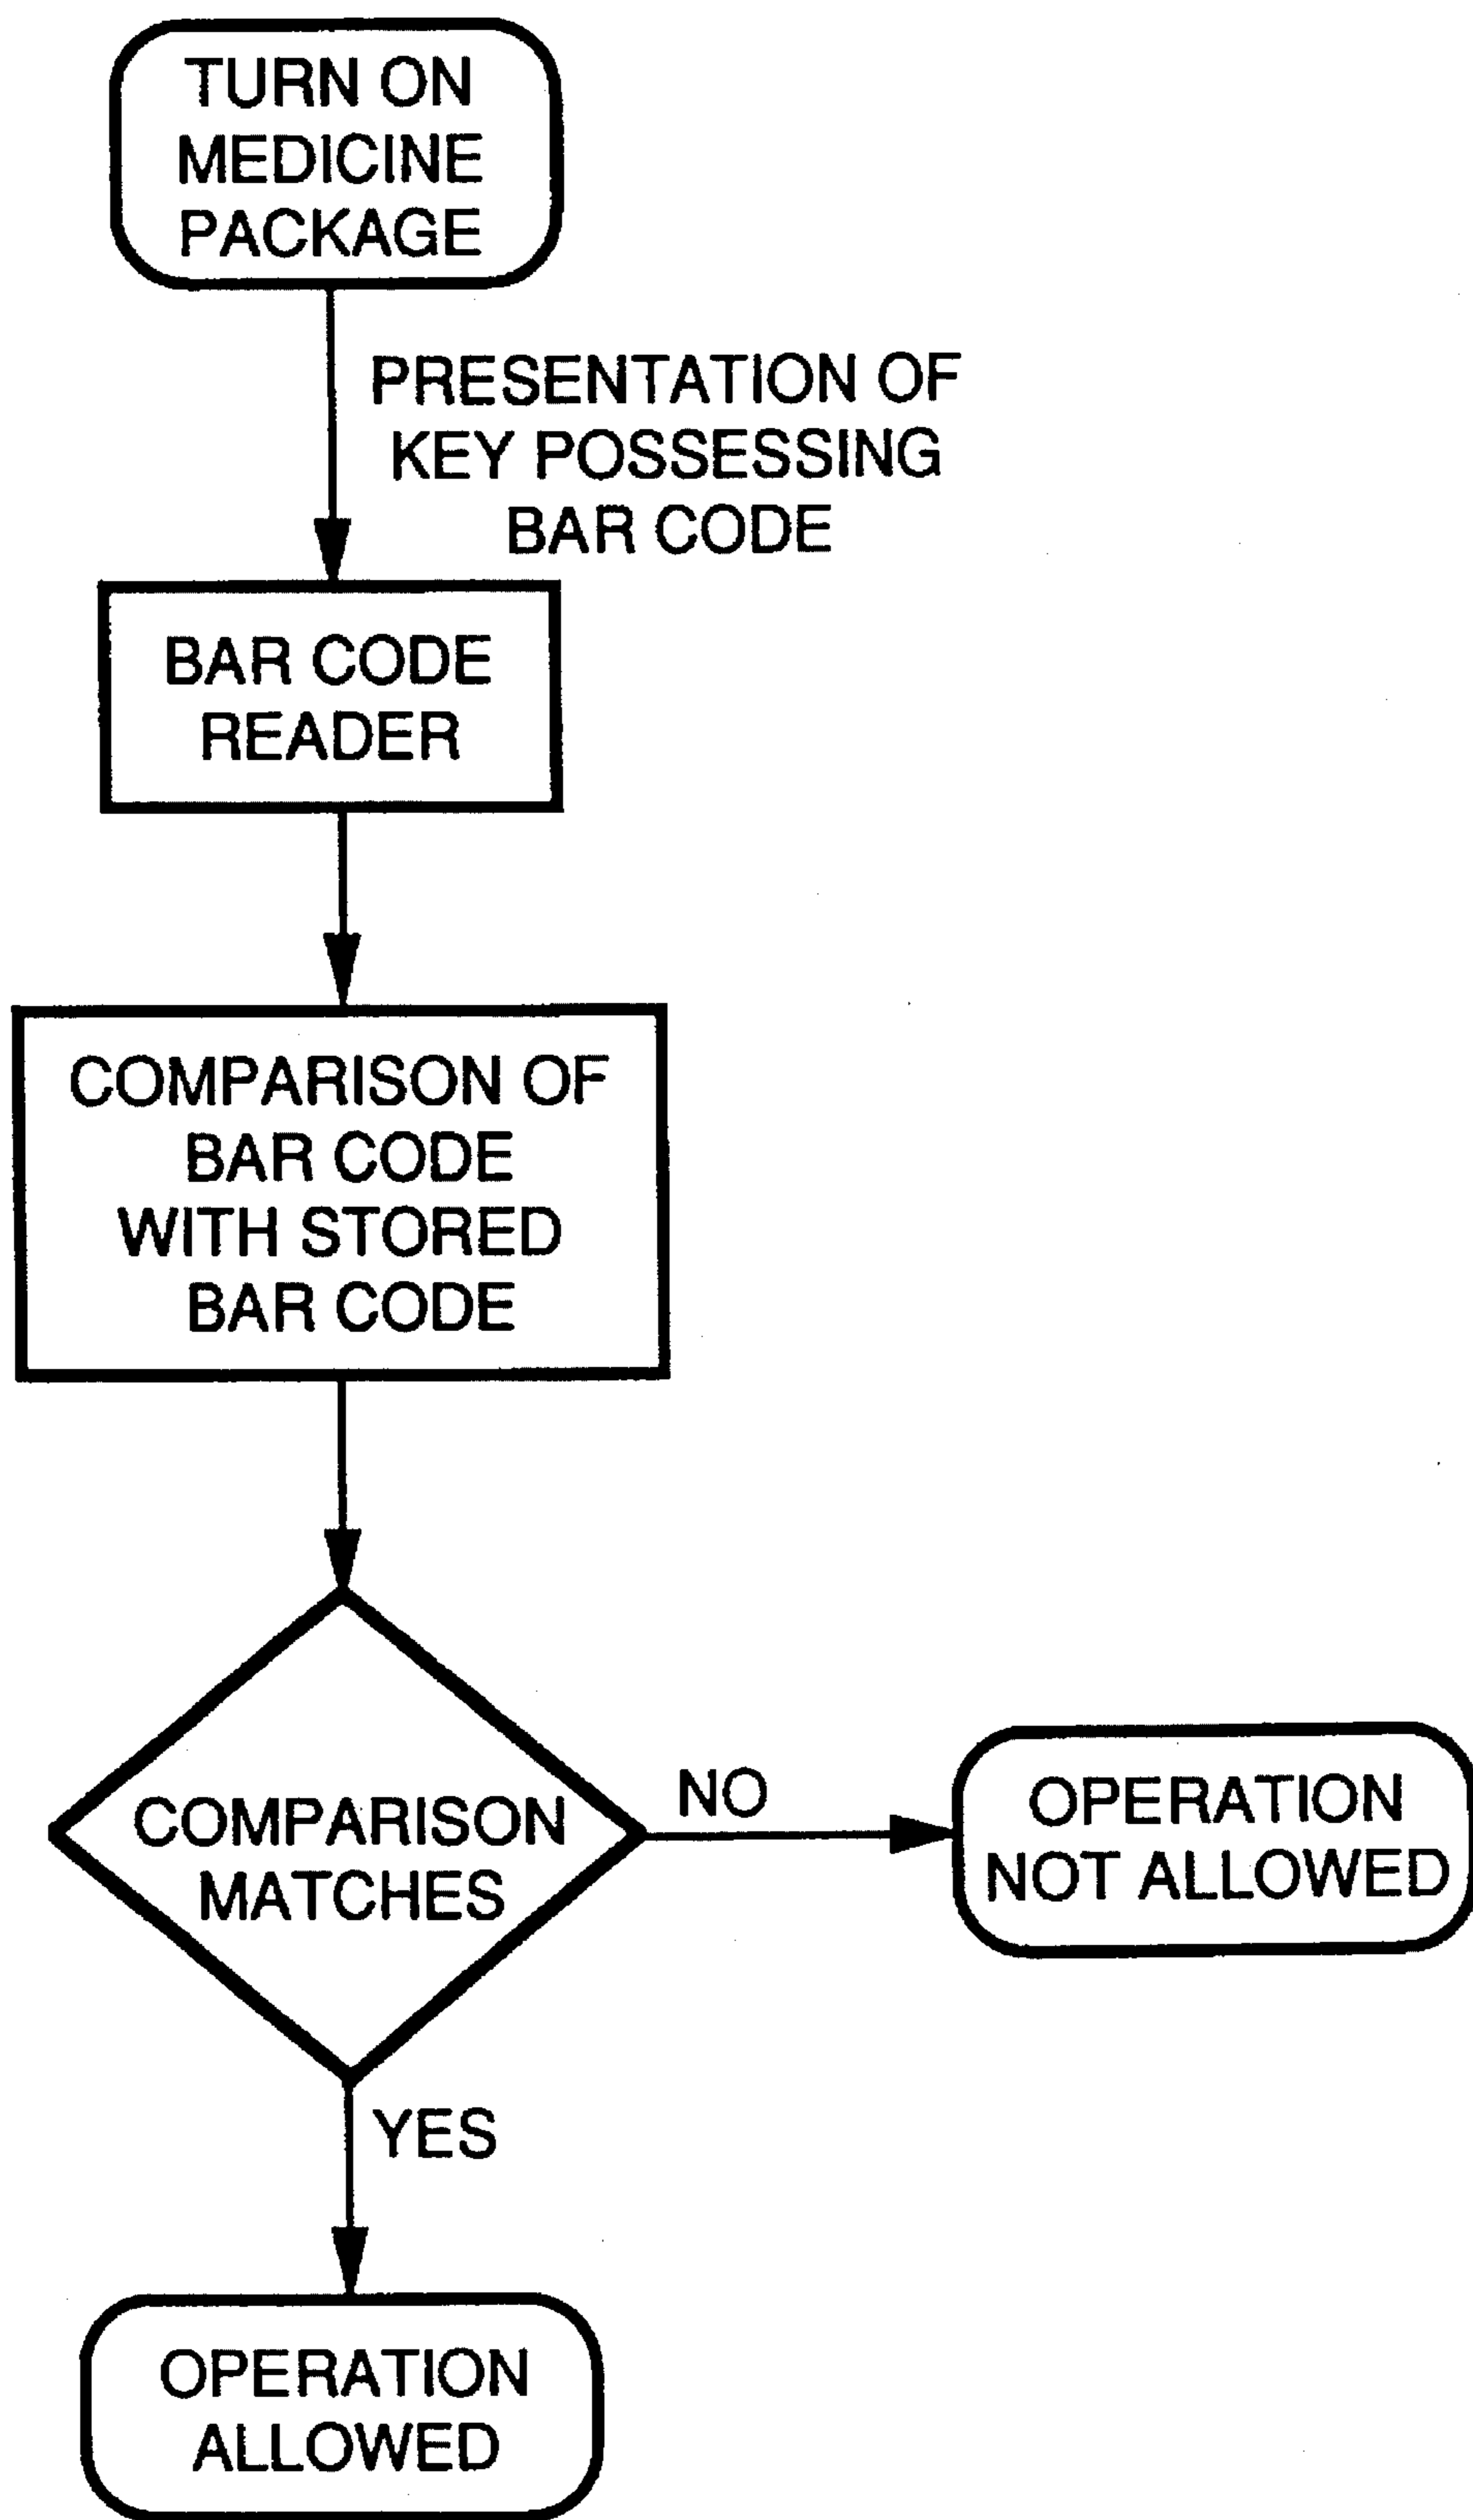 TURN ON
MEDICINE
PACKAGE
PRESENTATION OF
KEY POSSESSING
BAR CODE
BAR CODE
READER
COMPARISON OF
BAR CODE
WITH STORED
BAR CODE
COMPARISON
MATCHES
NO
OPERATION
NOT ALLOWED
YES
OPERATION
ALLOWED